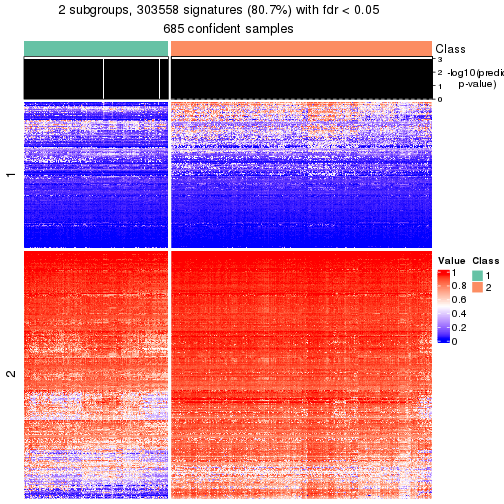 2 subgroups, 303558 signatures (80.7%) with fdr < 0.05
685 confident samples
Class
3
2
1
0
-log10(predic
p-value)
1
2
Value
1
0.8
0.6
0.4
0.2
0
Class
1
2